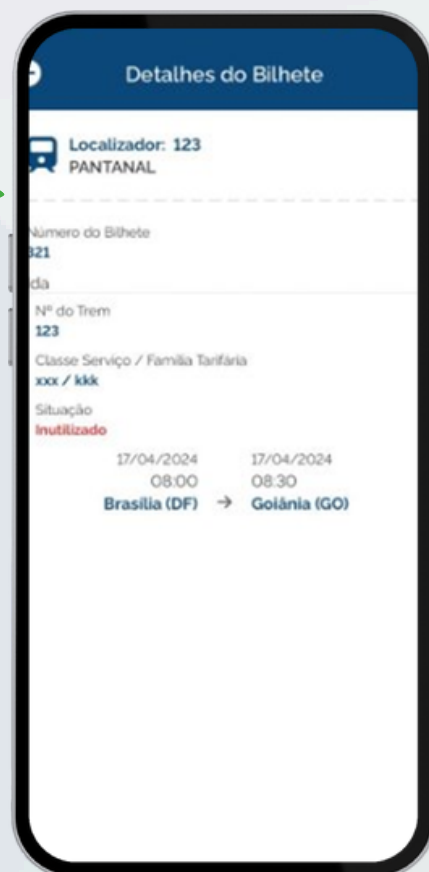 Detalhes do Bilhete
Localizador: 123
PANTANAL
Número do Bilhete
321
da
Nº do Trem
123
Classe Serviço / Família Tarifária
xxx / kkk
Situação
Inutilizado
17/04/2024 17/04/2024
08:00 08:30
Brasília (DF) → Goiânia (GO)